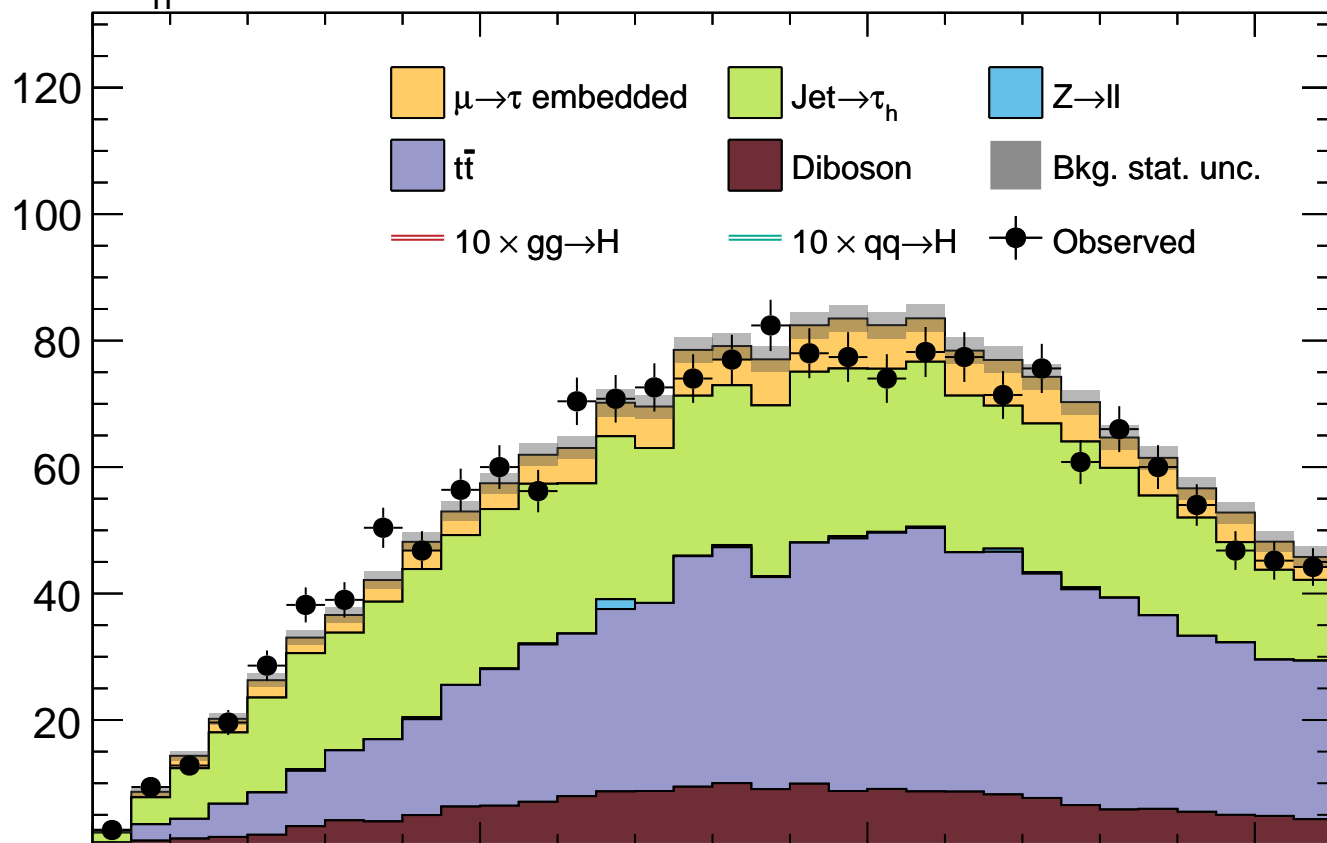 120
μ→τ embedded
Jet→τₕ
Z→ll
tt̄
Diboson
Bkg. stat. unc.
100
10 × gg→H
10 × qq→H
Observed
80
60
40
20